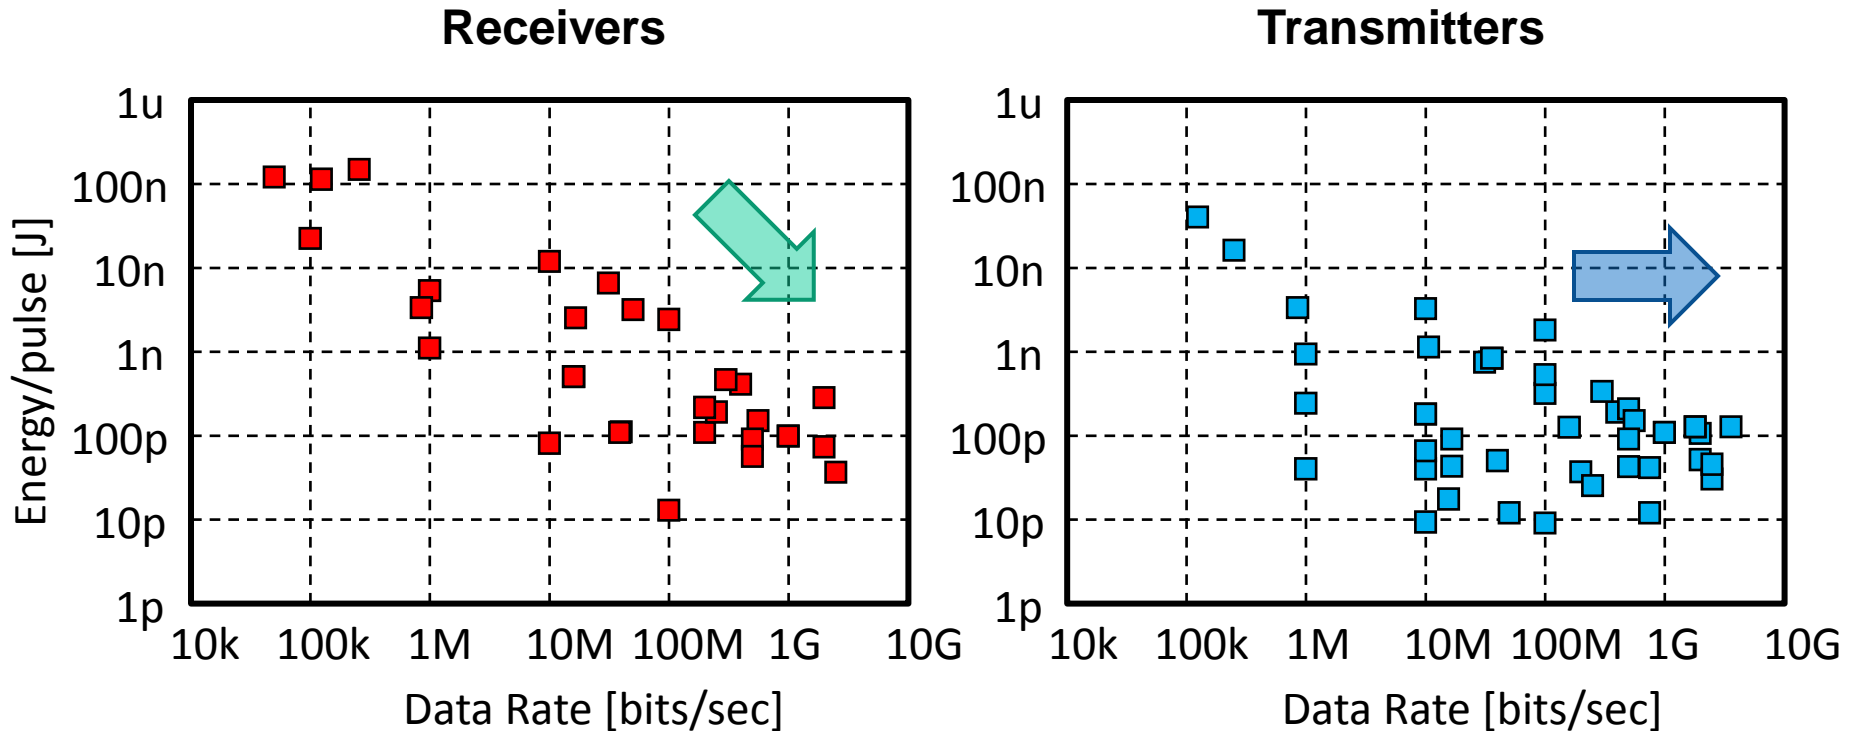 Receivers
Transmitters
Energy/pulse [J]
1u
100n
10n
1n
100p
10p
1p
10k 100k 1M 10M 100M 1G 10G
Data Rate [bits/sec]
1u
100n
10n
1n
100p
10p
1p
10k 100k 1M 10M 100M 1G 10G
Data Rate [bits/sec]